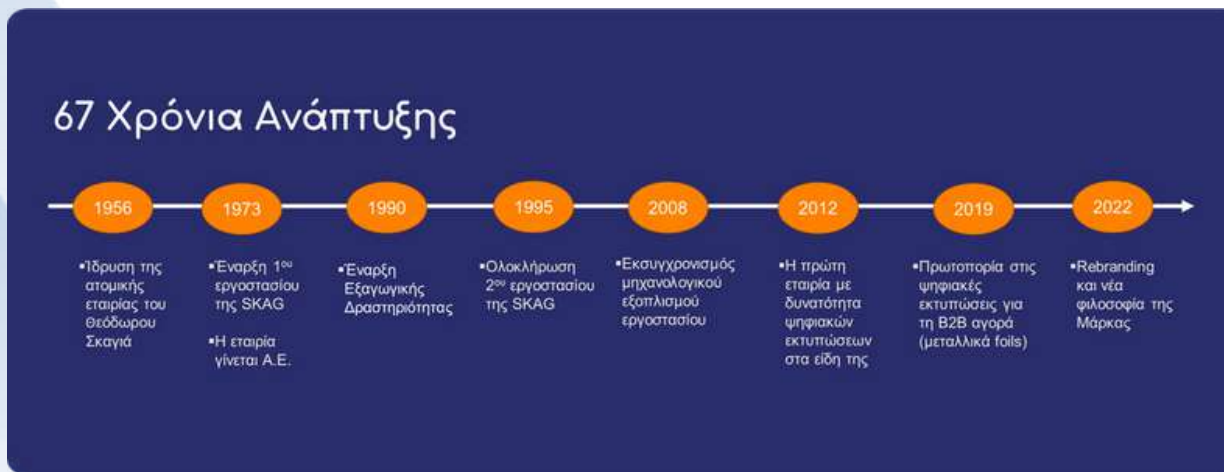 67 Χρόνια Ανάπτυξης
1956
1973
1990
1995
2008
2012
2019
2022
▪Ίδρυση της
ατομικής
εταιρίας του
Θεόδωρου
Σκαγιά
▪Έναρξη 1ου
εργοστασίου
της SKAG
▪Η εταιρία
γίνεται Α.Ε.
▪Έναρξη
Εξαγωγικής
Δραστηριότητας
▪Ολοκλήρωση
2ου εργοστασίου
της SKAG
▪Εκσυγχρονισμός
μηχανολογικού
εξοπλισμού
εργοστασίου
▪Η πρώτη
εταιρία με
δυνατότητα
ψηφιακών
εκτυπώσεων
στα είδη της
▪Πρωτοπορία στις
ψηφιακές
εκτυπώσεις για
τη B2B αγορά
(μεταλλικά foils)
▪Rebranding
και νέα
φιλοσοφία της
Μάρκας